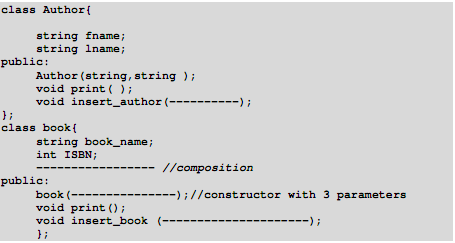 class Author{
string fname;
string lname;
public:
Author(string,string );
void print( );
void insert_author(----------);
};
class book{
string book_name;
int ISBN;
----------------- //composition
public:
book(---------------);//constructor with 3 parameters
void print();
void insert_book (---------------------);
};